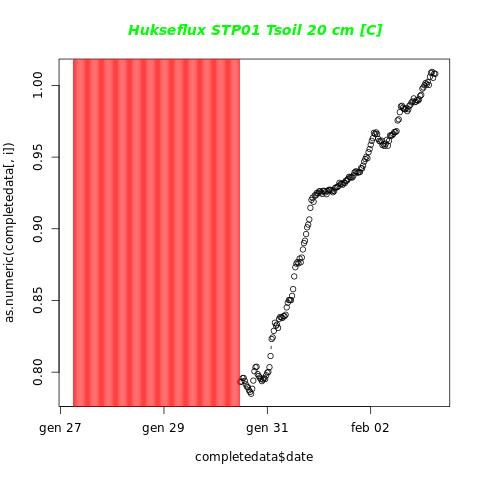 Hukseflux STP01 Tsoil 20 cm [C]
as.numeric(completedata[, i])
1.00
0.95
0.90
0.85
0.80
gen 27
gen 29
gen 31
feb 02
completedata$date